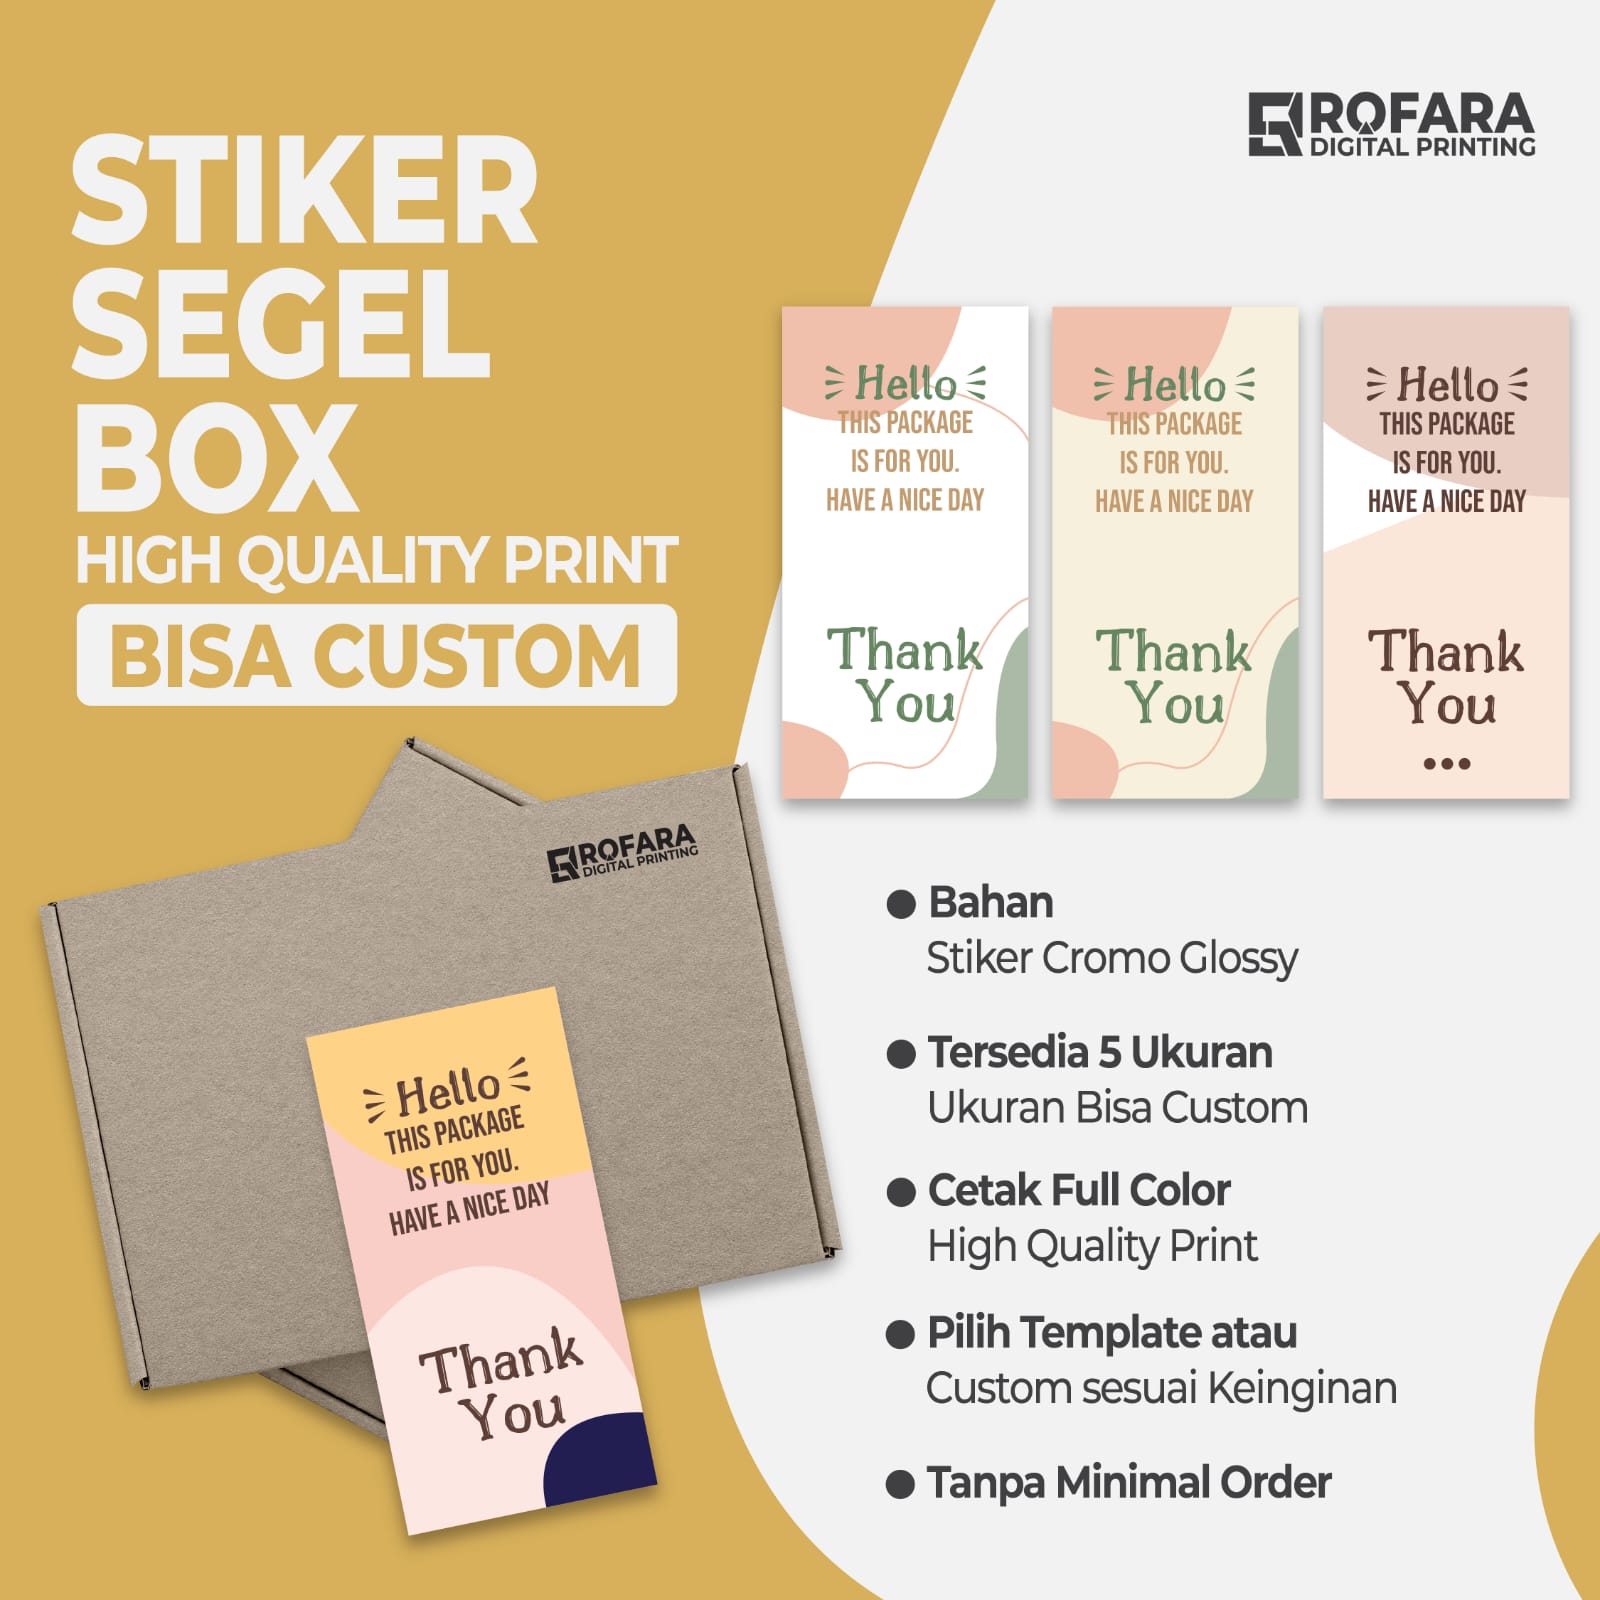 STIKER
SEGEL
BOX
HIGH QUALITY PRINT
BISA CUSTOM
ROFARA
DIGITAL PRINTING
Hello
THIS PACKAGE
IS FOR YOU.
HAVE A NICE DAY
Thank
You
Hello
THIS PACKAGE
IS FOR YOU.
HAVE A NICE DAY
Thank
You
Hello
THIS PACKAGE
IS FOR YOU.
HAVE A NICE DAY
Thank
You
•••
ROFARA
DIGITAL PRINTING
Hello
THIS PACKAGE
IS FOR YOU.
HAVE A NICE DAY
Thank
You
● Bahan
Stiker Cromo Glossy
● Tersedia 5 Ukuran
Ukuran Bisa Custom
● Cetak Full Color
High Quality Print
● Pilih Template atau
Custom sesuai Keinginan
● Tanpa Minimal Order